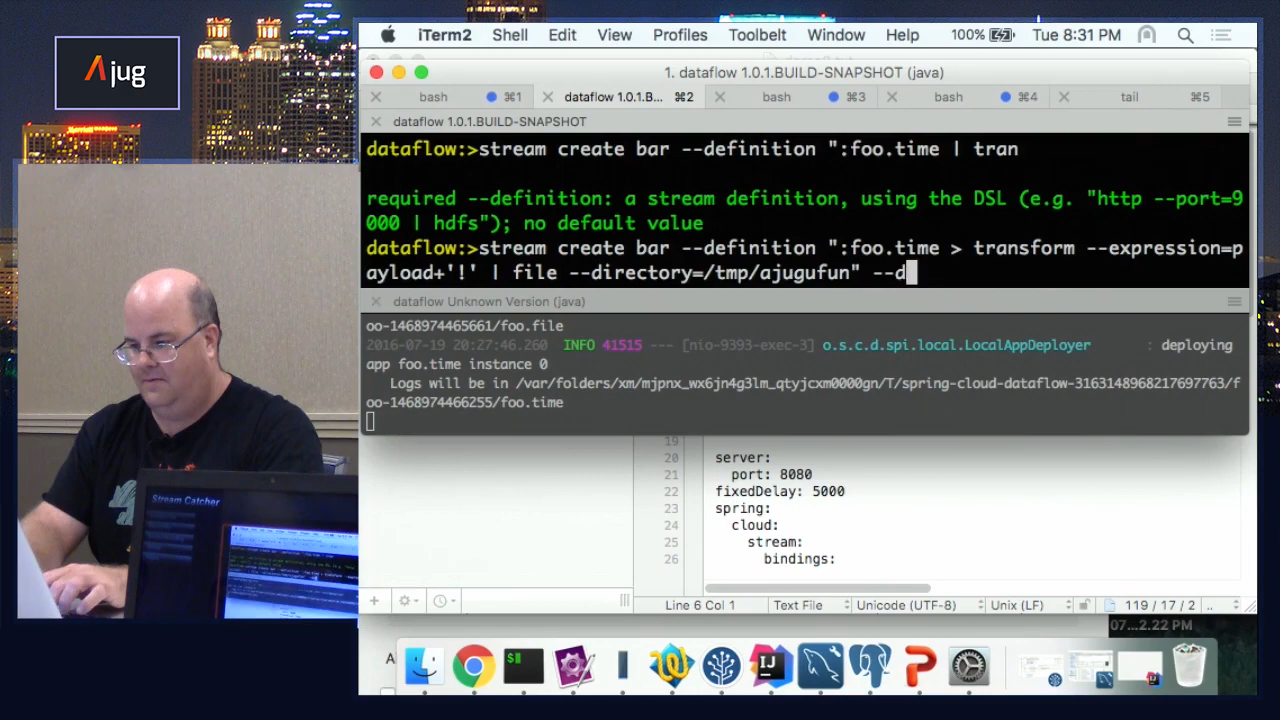 Ajug
iTerm2 Shell Edit View Profiles Toolbelt Window Help 100% Tue 8:31 PM
1. dataflow 1.0.1.BUILD-SNAPSHOT (java)
bash ⌘1 dataflow 1.0.1.B... ⌘2 bash ⌘3 bash ⌘4 tail ⌘5
dataflow 1.0.1.BUILD-SNAPSHOT
dataflow:>stream create bar --definition ":foo.time | tran
required --definition: a stream definition, using the DSL (e.g. "http --port=9
000 | hdfs"); no default value
dataflow:>stream create bar --definition ":foo.time > transform --expression=p
ayload+'!' | file --directory=/tmp/ajugufun" --d
dataflow Unknown Version (java)
oo-1468974465661/foo.file
2016-07-19 20:27:46.260 INFO 41515 --- [nio-9393-exec-3] o.s.c.d.spi.local.LocalAppDeployer : deploying
app foo.time instance 0
Logs will be in /var/folders/xm/mjpnx_wx6jn4g3lm_qtyjcxm0000gn/T/spring-cloud-dataflow-3163148968217697763/f
oo-1468974466255/foo.time
19
20 server:
21 port: 8080
22 fixedDelay: 5000
23 spring:
24 cloud:
25 stream:
26 bindings:
Stream Catcher
Line 6 Col 1 Text File Unicode (UTF-8) Unix (LF) 119 / 17 / 2 ..
07...2.22 PM
A